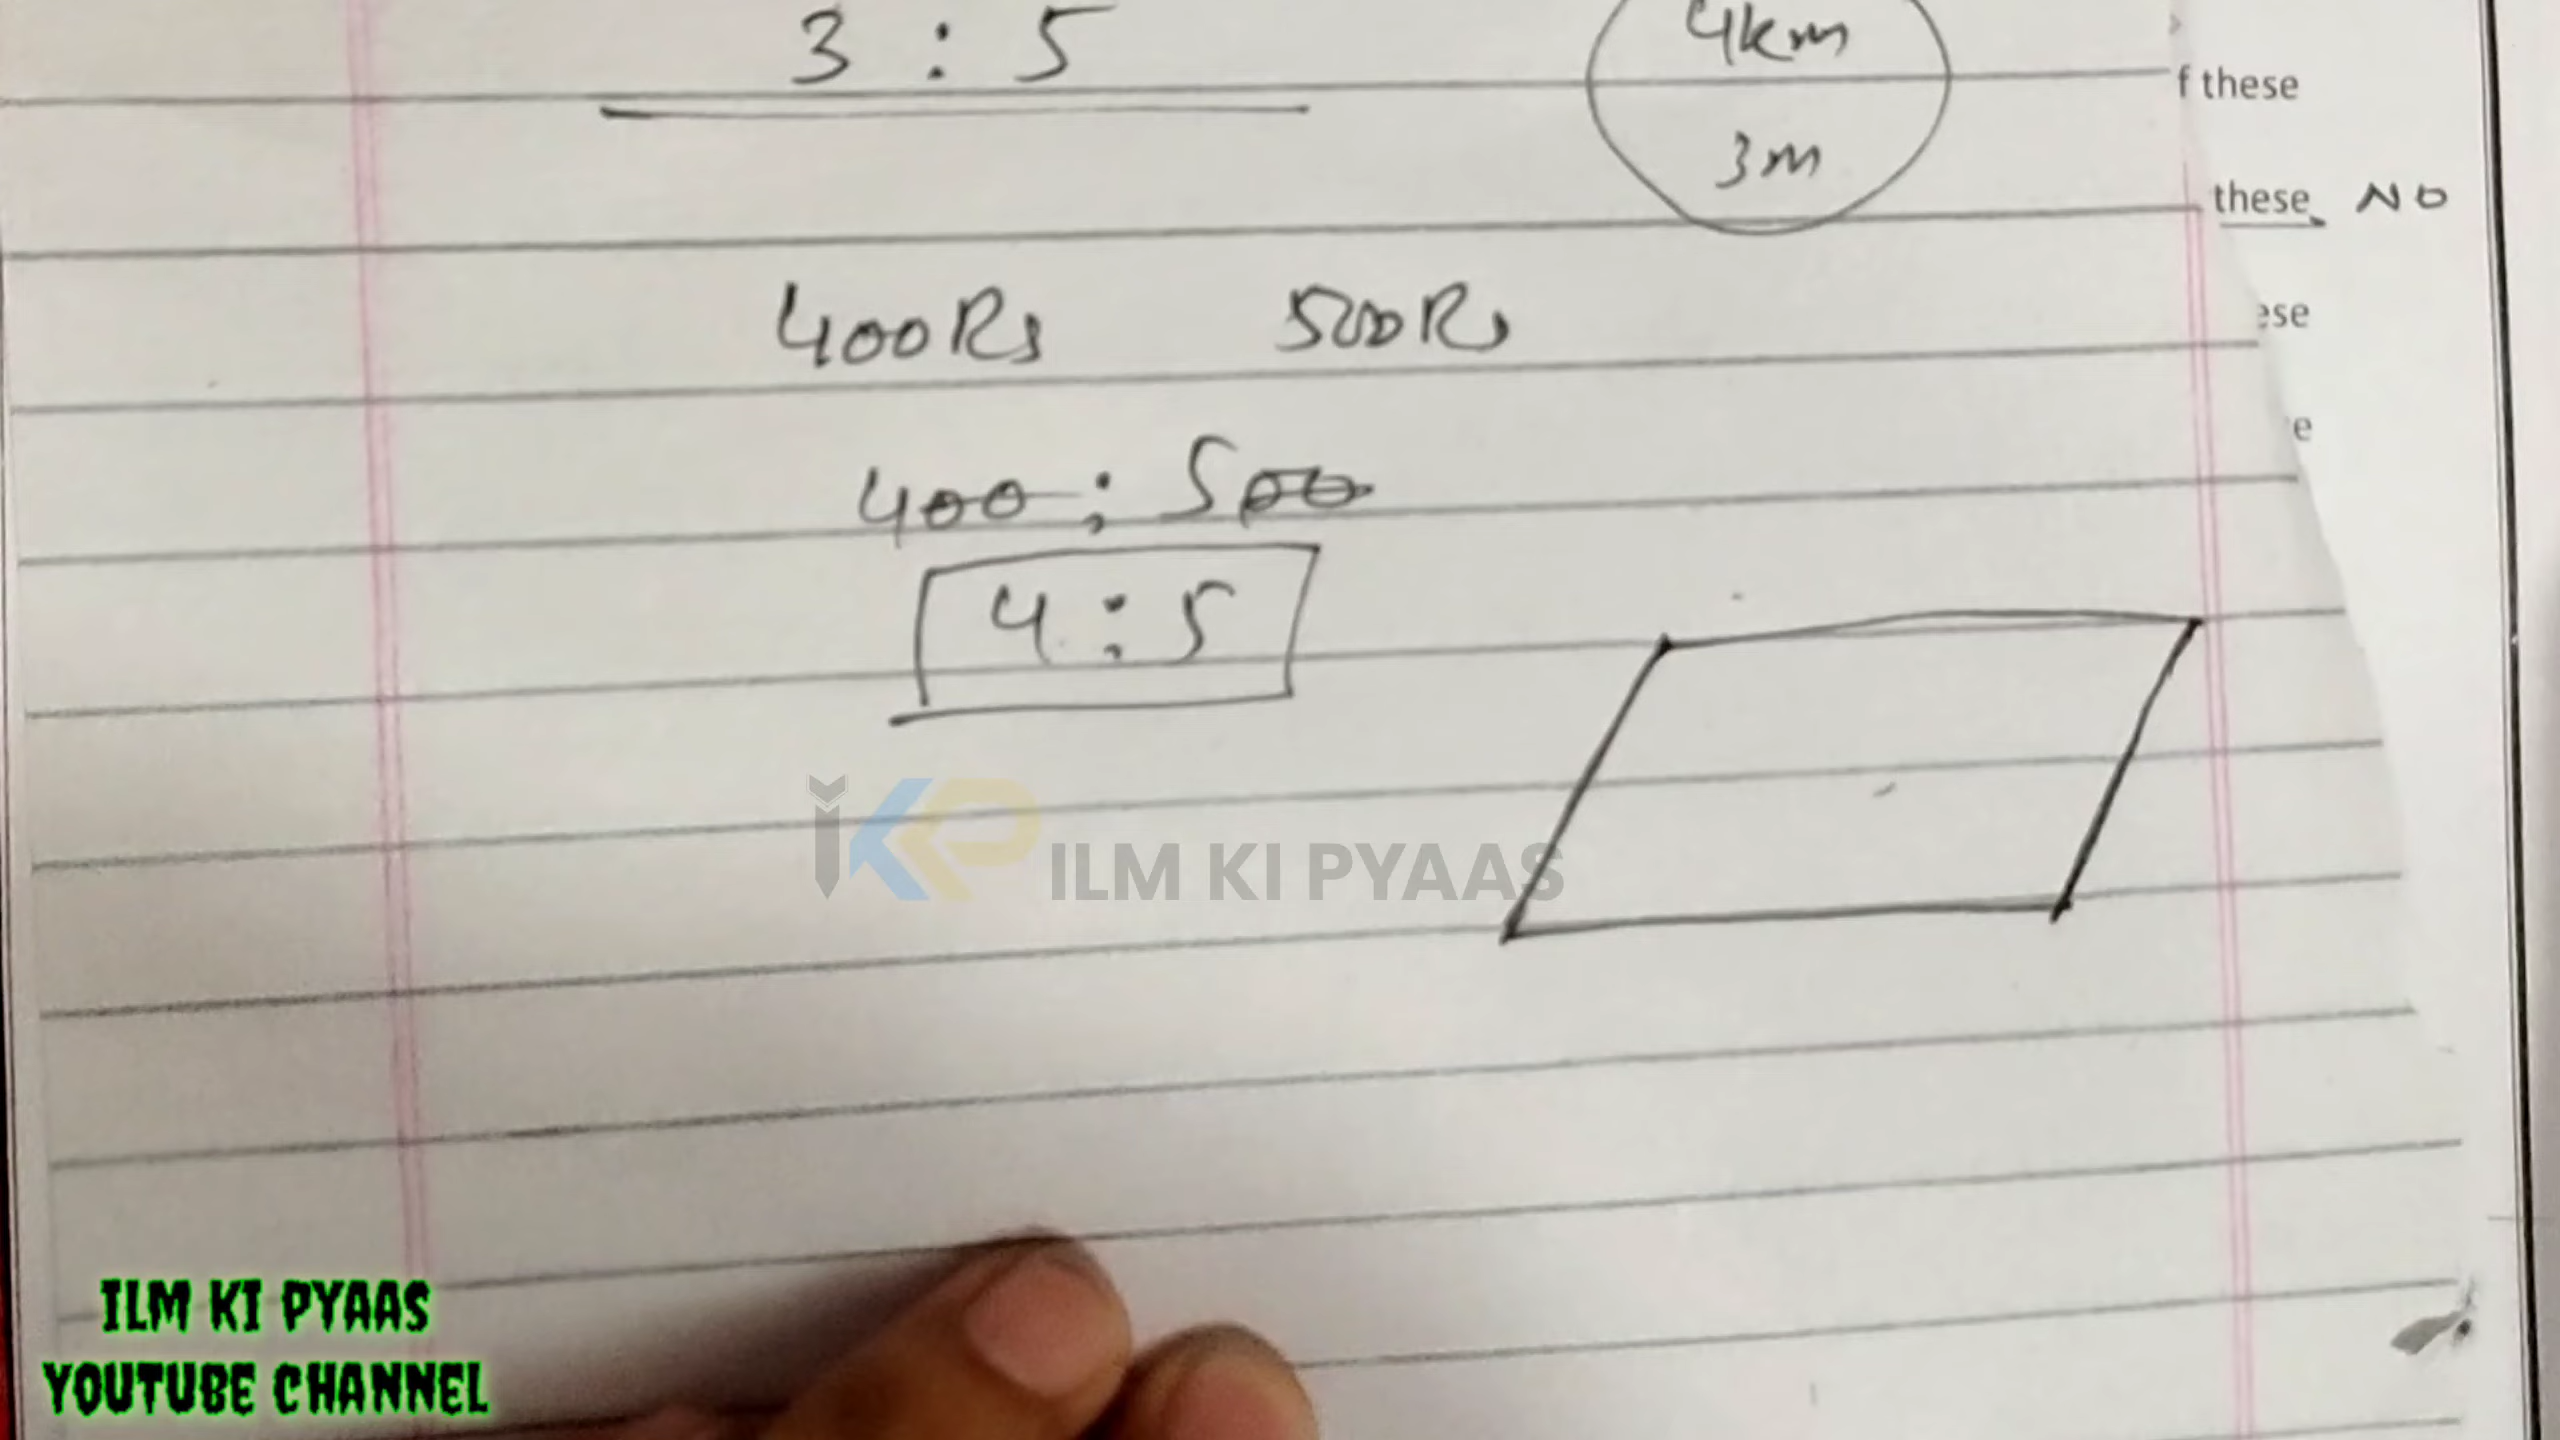 3 : 5
4km
3m
f these
these NO
400Rs 500Rs
ese
e
400 : 500
4 : 5
ILM KI PYAAS
ILM KI PYAAS
YOUTUBE CHANNEL